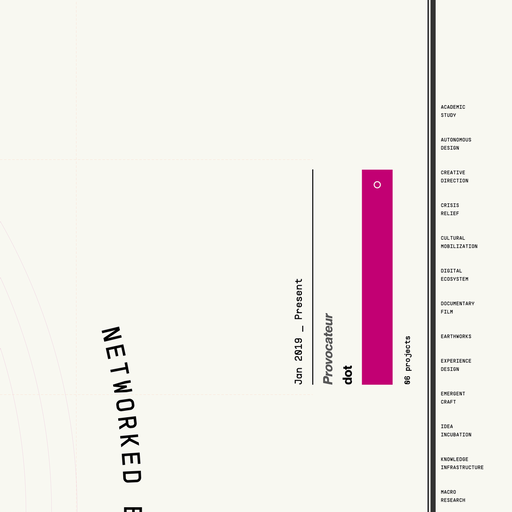 NETWORKED
Jan 2019 _ Present
Provocateur
dot
06 projects
ACADEMIC
STUDY
AUTONOMOUS
DESIGN
CREATIVE
DIRECTION
CRISIS
RELIEF
CULTURAL
MOBILIZATION
DIGITAL
ECOSYSTEM
DOCUMENTARY
FILM
EARTHWORKS
EXPERIENCE
DESIGN
EMERGENT
CRAFT
IDEA
INCUBATION
KNOWLEDGE
INFRASTRUCTURE
MACRO
RESEARCH